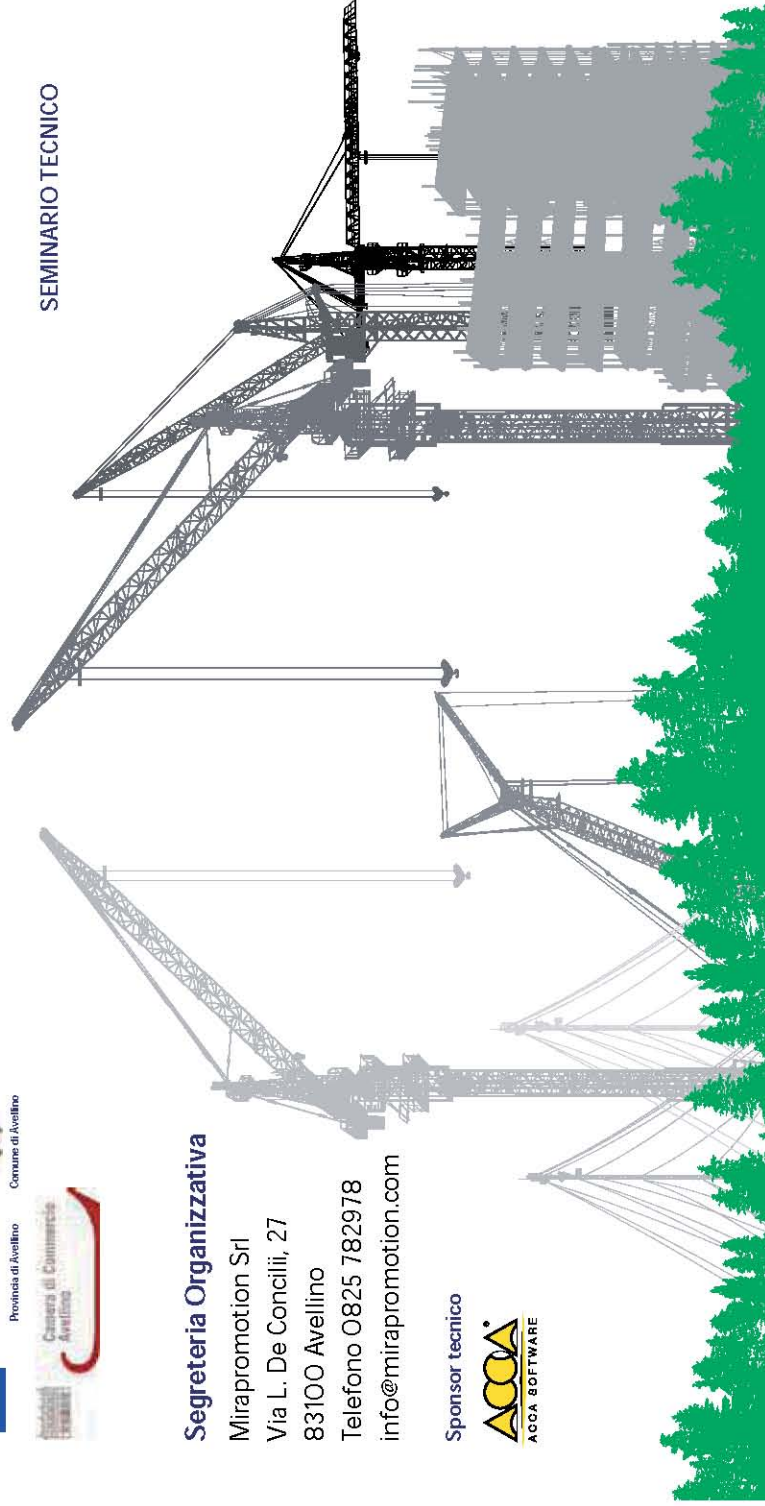 SEMINARIO TECNICO
Provincia di Avellino
Comune di Avellino
Camera di Commercio
Avellino
Segreteria Organizzativa
Mirapromotion Srl
Via L. De Concilii, 27
83100 Avellino
Telefono 0825 782978
info@mirapromotion.com
Sponsor tecnico
ACCA
ACCA SOFTWARE